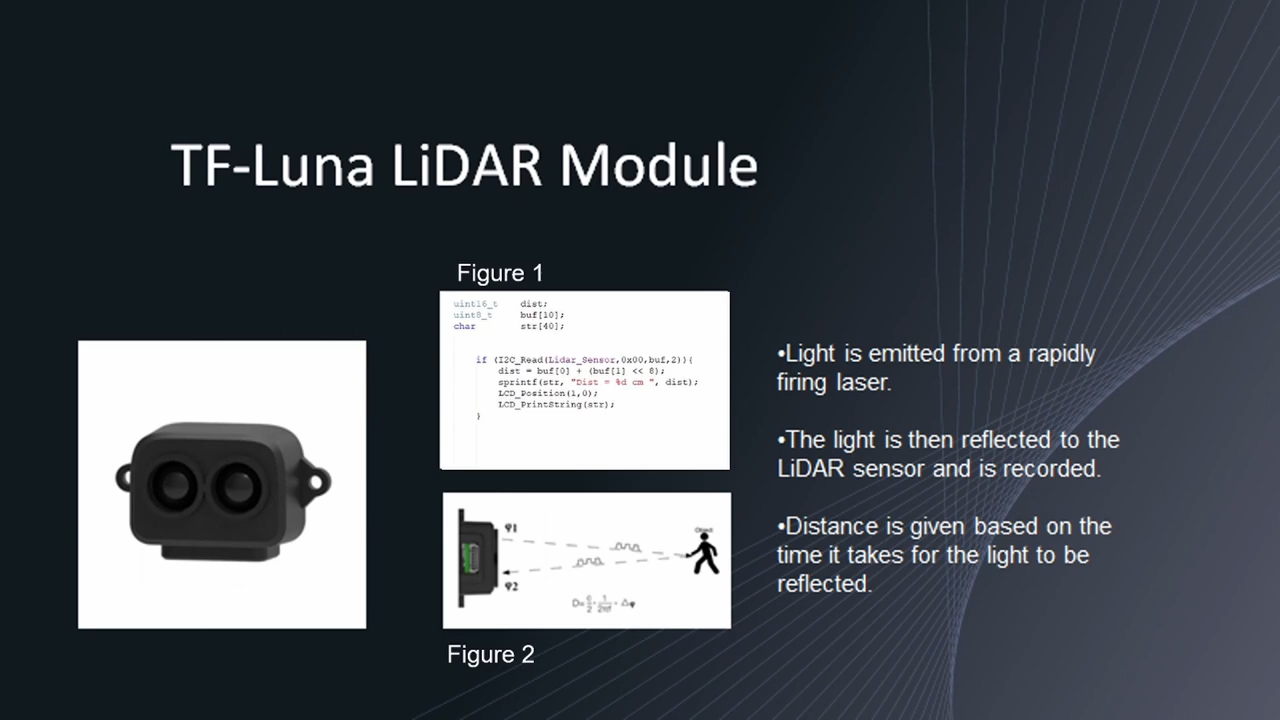 TF-Luna LiDAR Module
Figure 1
uint16_t dist;
uint8_t buf[10];
char str[40];
if (I2C_Read(Lidar_Sensor,0x00,buf,2)){
dist = buf[0] + (buf[1] << 8);
sprintf(str, "Dist = %d cm ", dist);
LCD_Position(1,0);
LCD_PrintString(str);
}
φ1
Object
φ2
Figure 2
•Light is emitted from a rapidly
firing laser.
•The light is then reflected to the
LiDAR sensor and is recorded.
•Distance is given based on the
time it takes for the light to be
reflected.